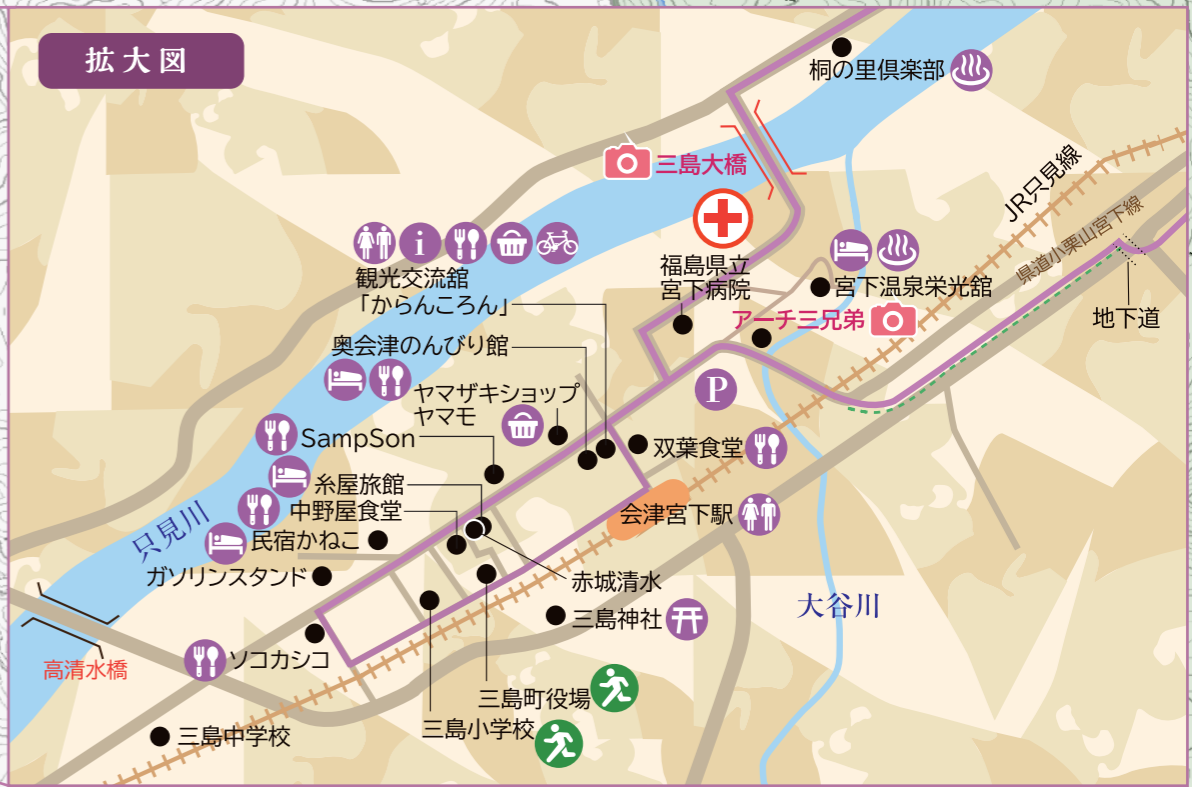 拡大図
桐の里倶楽部
三島大橋
JR只見線
県道小栗山宮下線
i
観光交流舘
「からんころん」
福島県立
宮下病院
宮下温泉栄光舘
アーチ三兄弟
地下道
奥会津のんびり館
P
ヤマザキショップ
ヤマモ
SampSon
双葉食堂
糸屋旅館
中野屋食堂
会津宮下駅
只見川
民宿かねこ
ガソリンスタンド
赤城清水
大谷川
三島神社
高清水橋
ソコカシコ
三島町役場
三島小学校
三島中学校